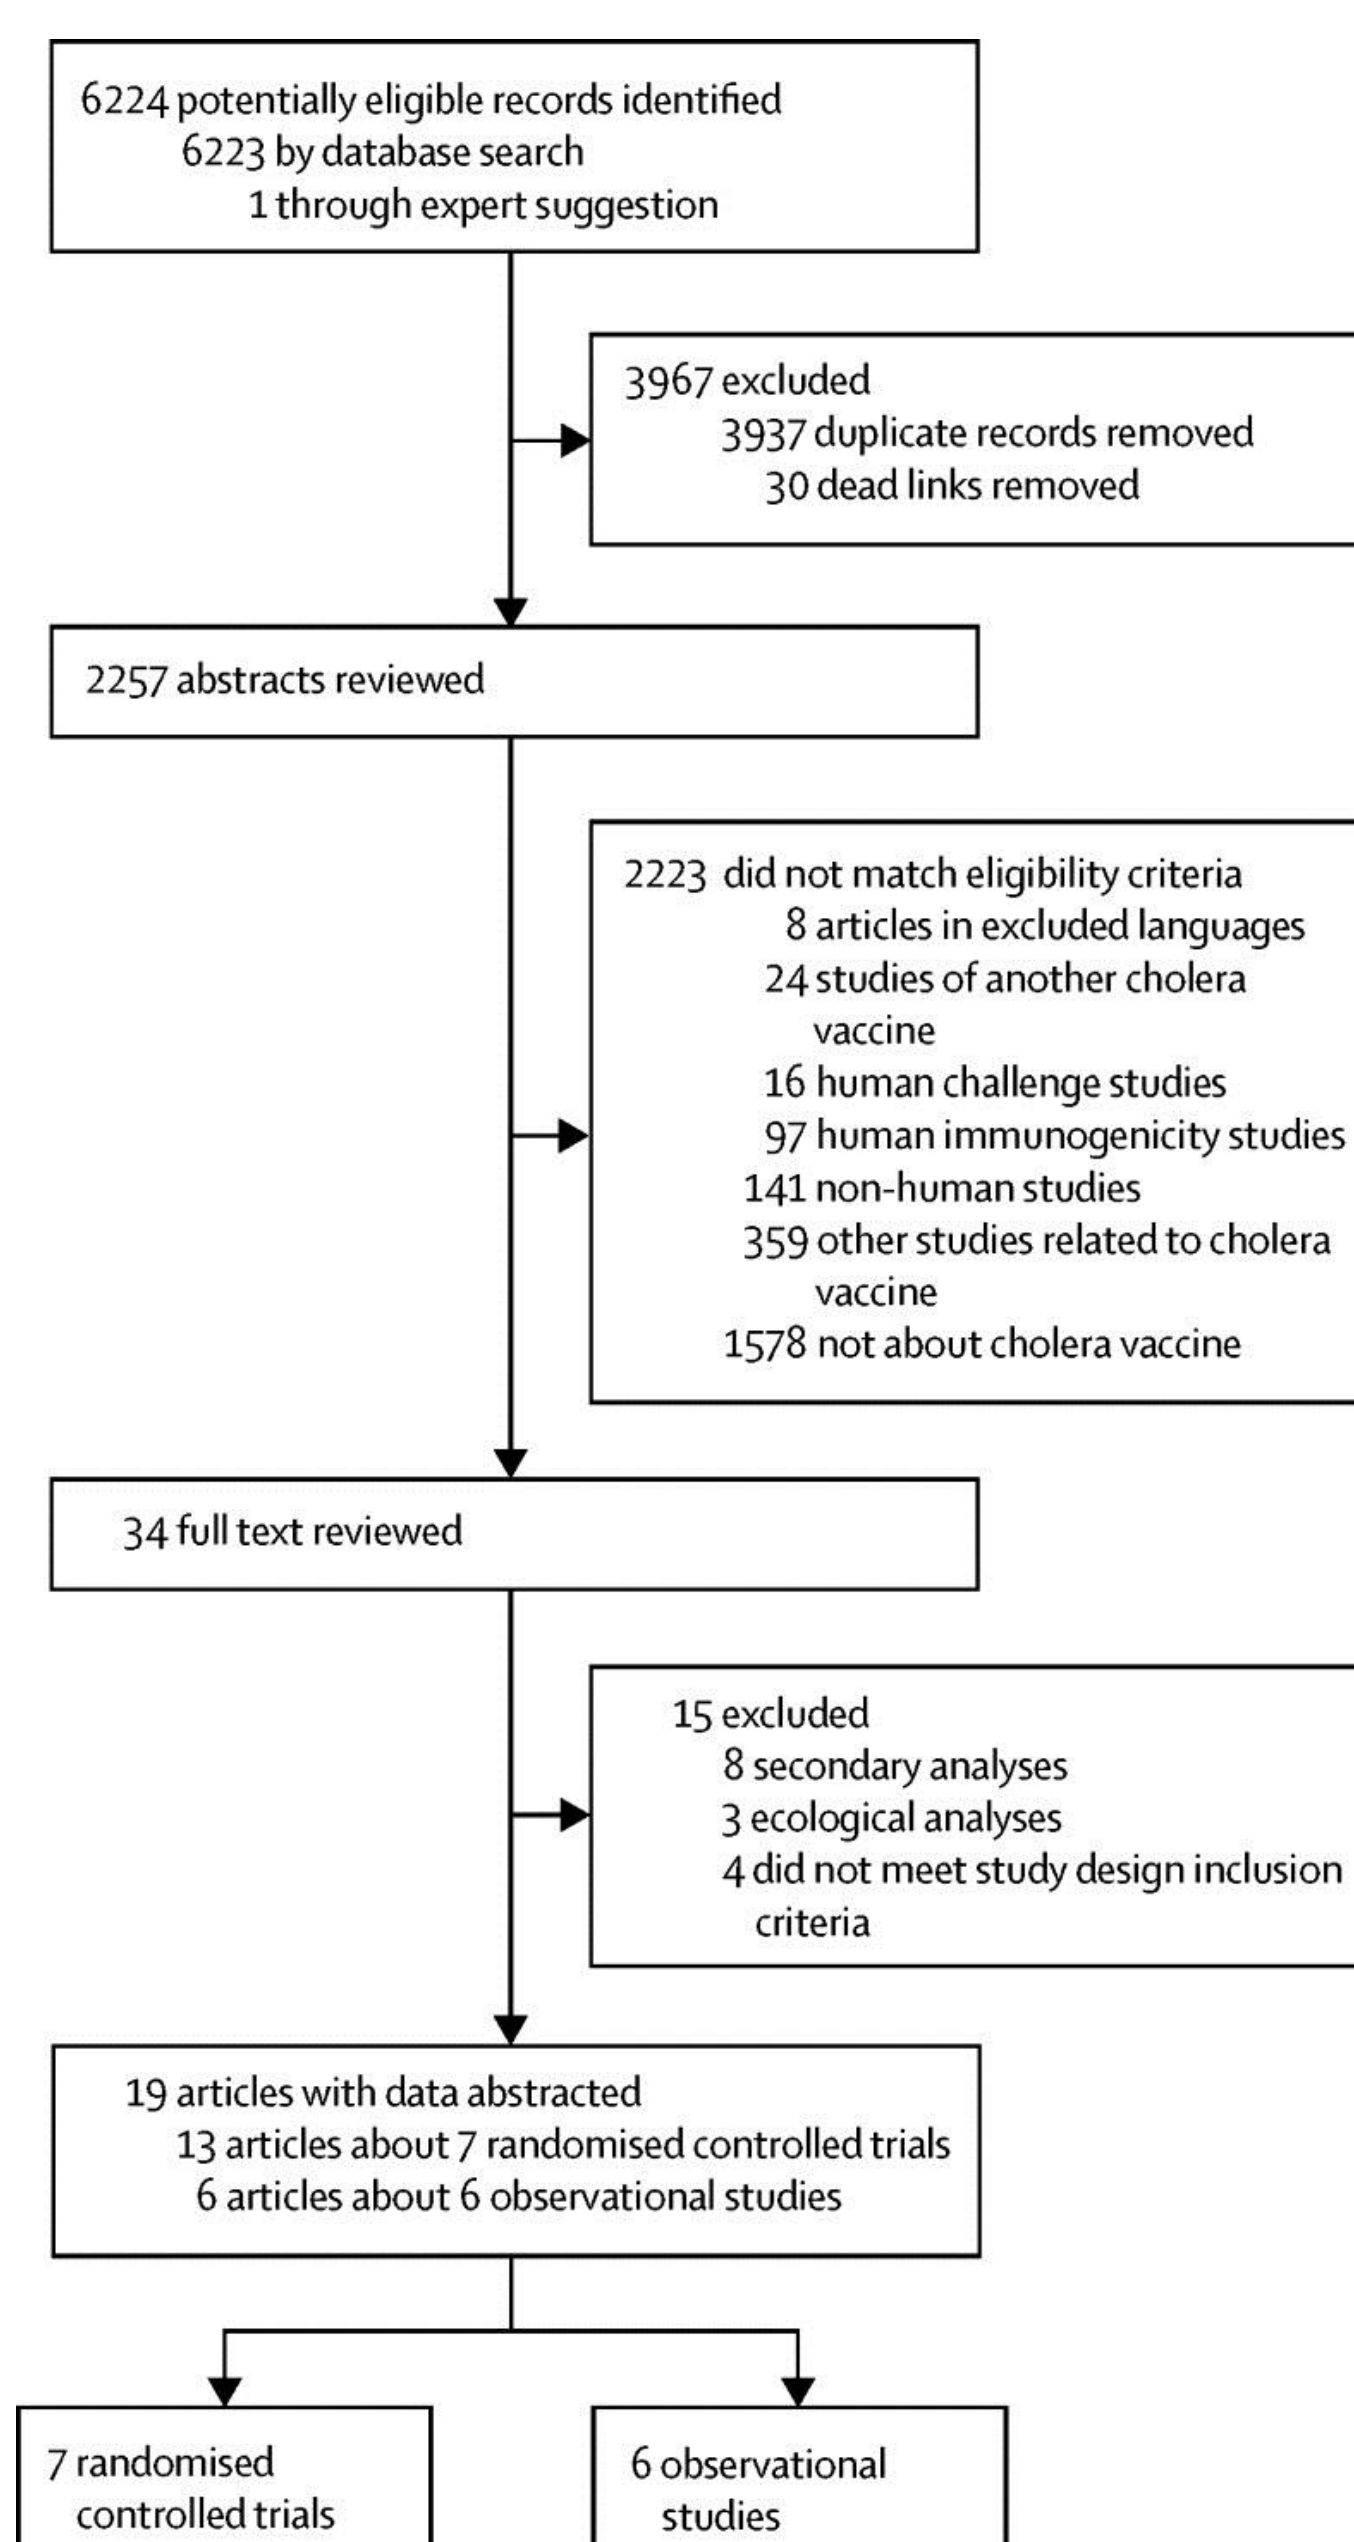 6224 potentially eligible records identified
6223 by database search
1 through expert suggestion
3967 excluded
3937 duplicate records removed
30 dead links removed
2257 abstracts reviewed
2223 did not match eligibility criteria
8 articles in excluded languages
24 studies of another cholera
vaccine
16 human challenge studies
97 human immunogenicity studies
141 non-human studies
359 other studies related to cholera
vaccine
1578 not about cholera vaccine
34 full text reviewed
15 excluded
8 secondary analyses
3 ecological analyses
4 did not meet study design inclusion
criteria
19 articles with data abstracted
13 articles about 7 randomised controlled trials
6 articles about 6 observational studies
7 randomised
controlled trials
6 observational
studies